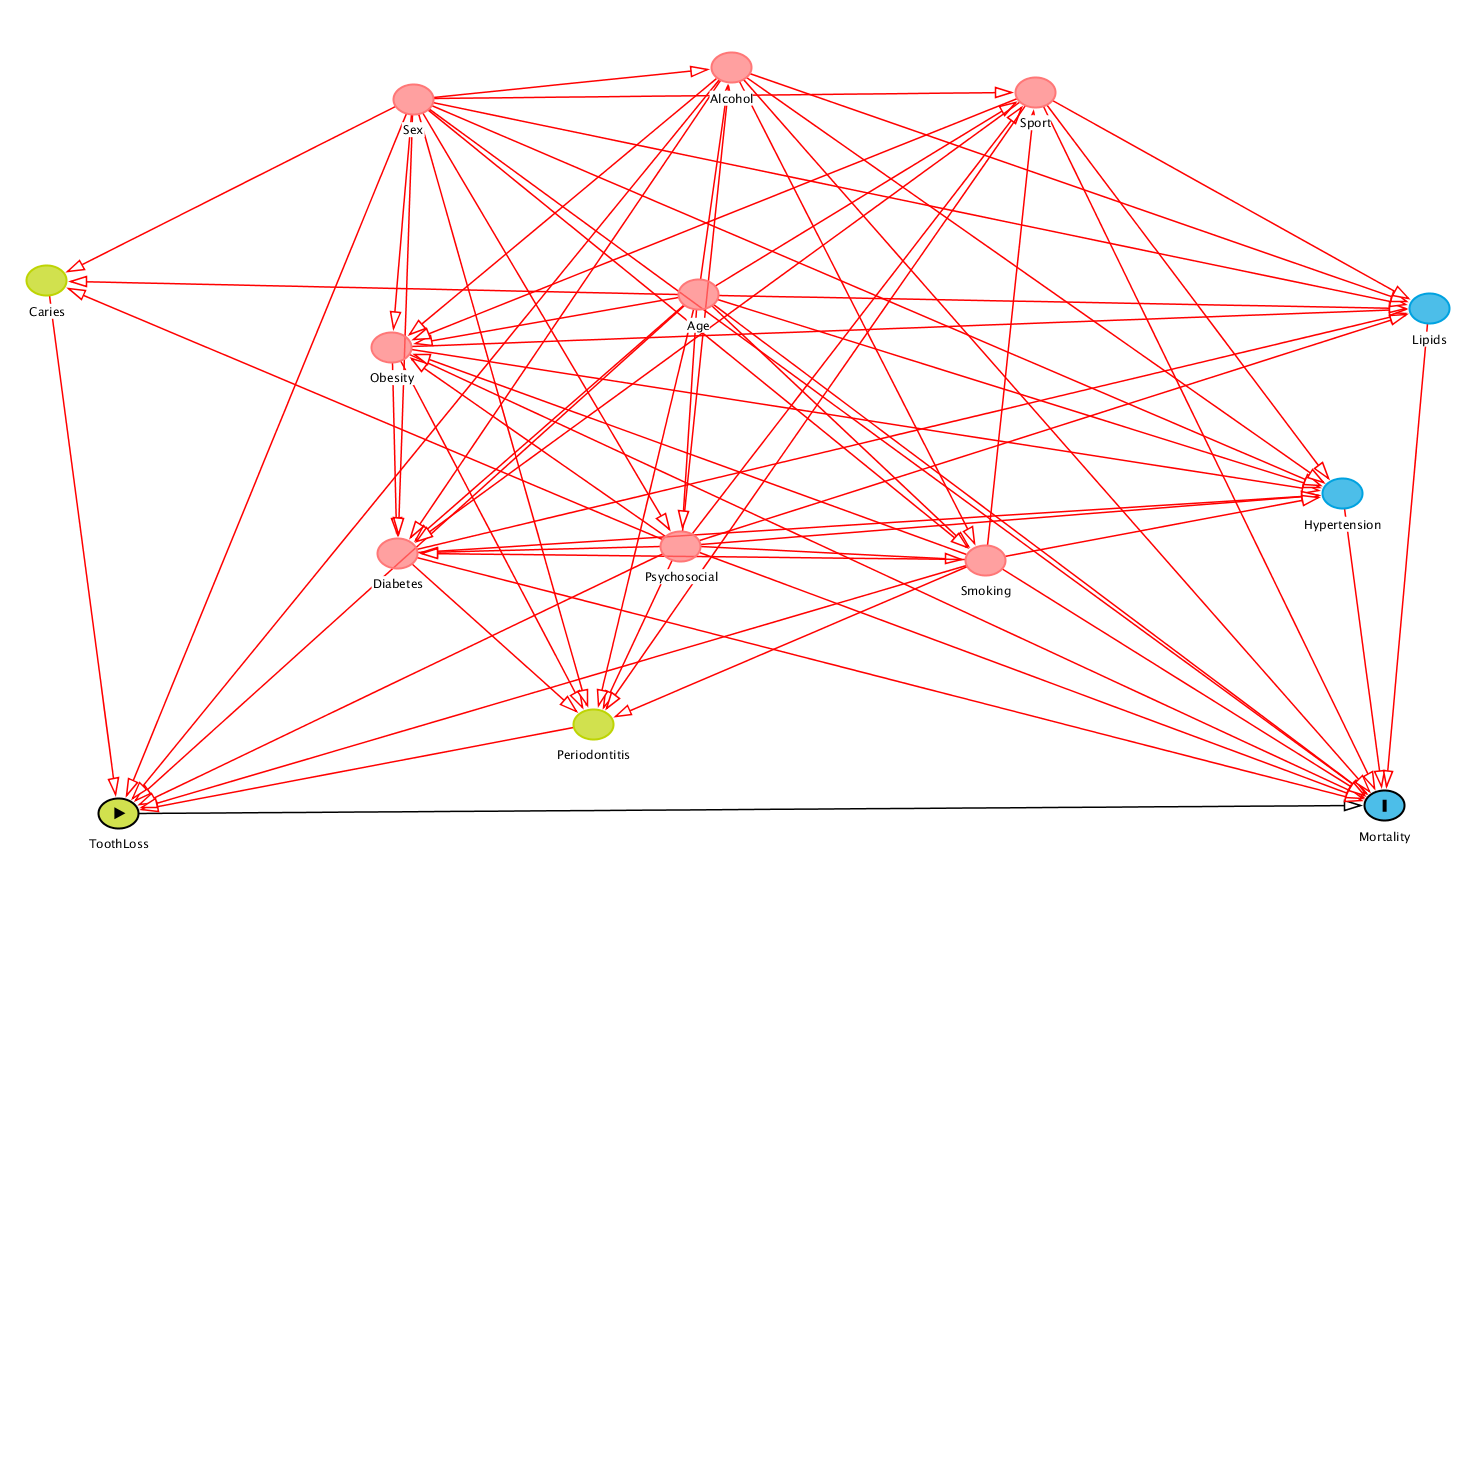 Alcohol
Sex
Sport
Caries
Age
Lipids
Obesity
Hypertension
Psychosocial
Diabetes
Smoking
Periodontitis
Mortality
ToothLoss